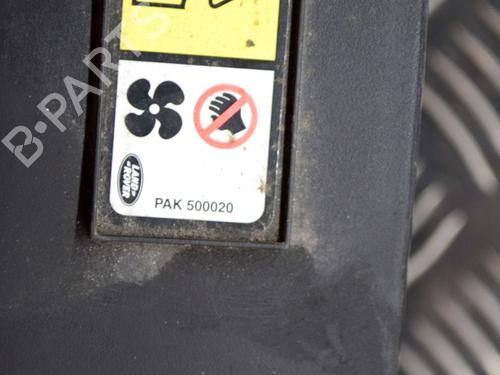 B-PARTS
LAND-
ROVER
PAK 500020